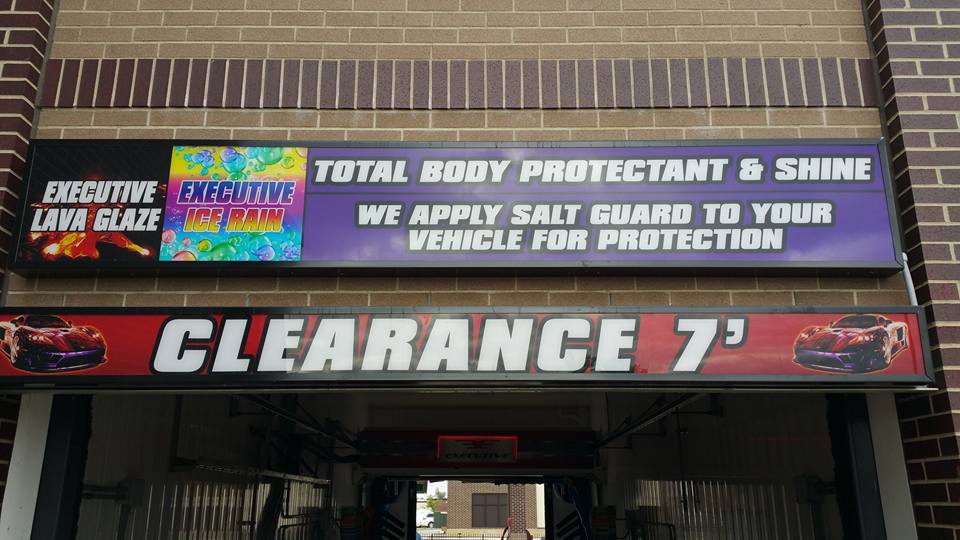 EXECUTIVE
LAVA GLAZE
EXECUTIVE
ICE RAIN
TOTAL BODY PROTECTANT & SHINE
WE APPLY SALT GUARD TO YOUR
VEHICLE FOR PROTECTION
CLEARANCE 7'
EXECUTIVE